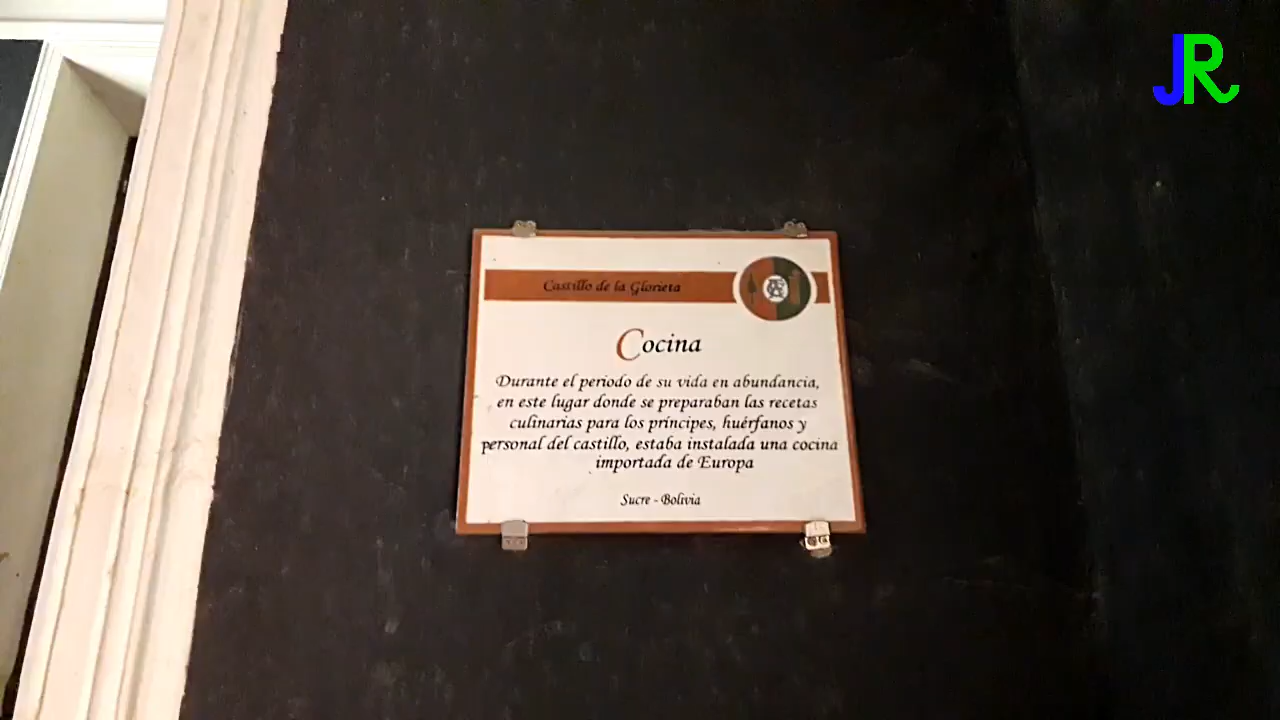 JR
Castillo de la Glorieta
Cocina
Durante el periodo de su vida en abundancia,
en este lugar donde se preparaban las recetas
culinarias para los príncipes, huérfanos y
personal del castillo, estaba instalada una cocina
importada de Europa
Sucre - Bolivia